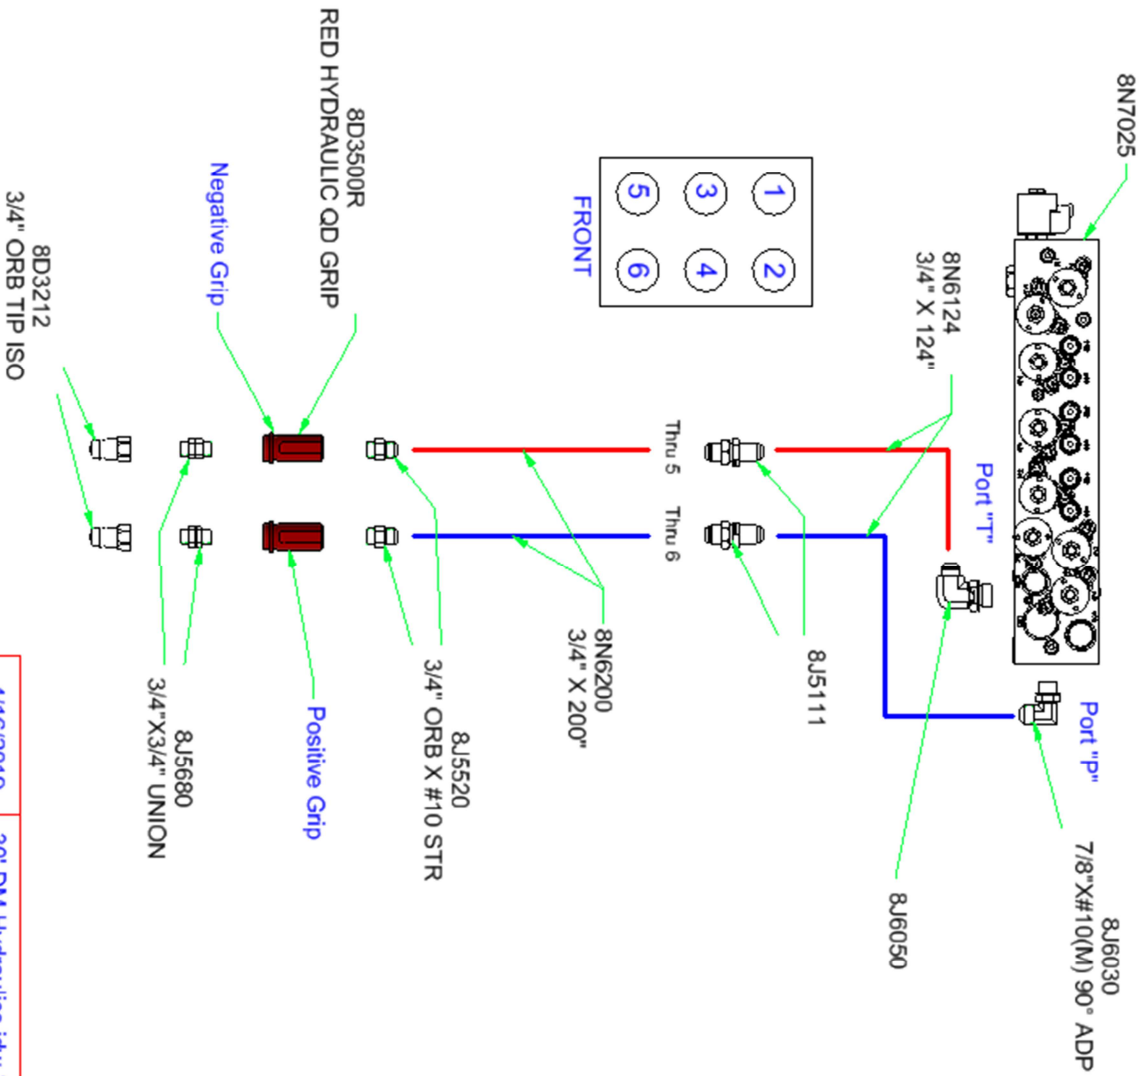 8N7025
8J6030
7/8"X#10(M) 90° ADP
Port "P"
Port "T"
8J6050
8N6124
3/4" X 124"
8J5111
1
2
3
4
5
6
FRONT
Thru 5
Thru 6
8N6200
3/4" X 200"
8J5520
3/4" ORB X #10 STR
8D3500R
RED HYDRAULIC QD GRIP
Positive Grip
Negative Grip
8J5680
3/4"X3/4" UNION
8D3212
3/4" ORB TIP ISO